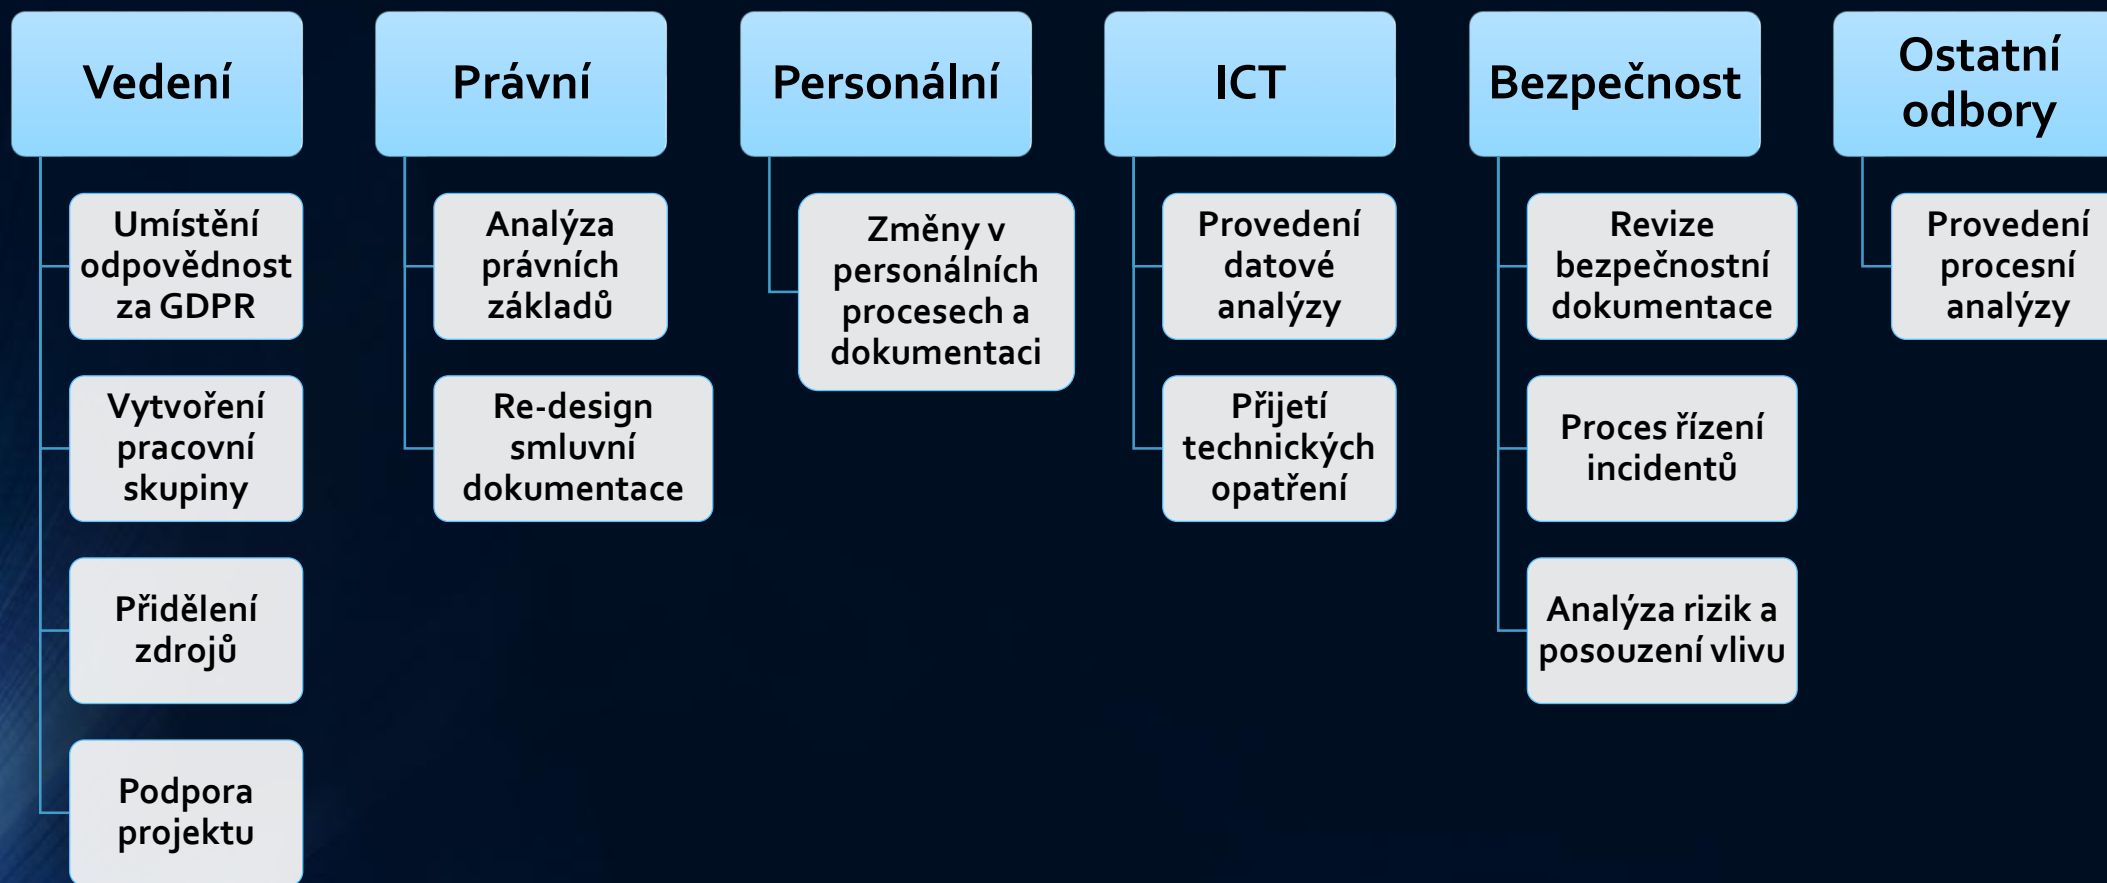 Vedení
Umístění
odpovědnost
za GDPR
Vytvoření
pracovní
skupiny
Přidělení
zdrojů
Podpora
projektu
Právní
Analýza
právních
základů
Re-design
smluvní
dokumentace
Personální
Změny v
personálních
procesech a
dokumentaci
ICT
Provedení
datové
analýzy
Přijetí
technických
opatření
Bezpečnost
Revize
bezpečnostní
dokumentace
Proces řízení
incidentů
Analýza rizik a
posouzení vlivu
Ostatní
odbory
Provedení
procesní
analýzy